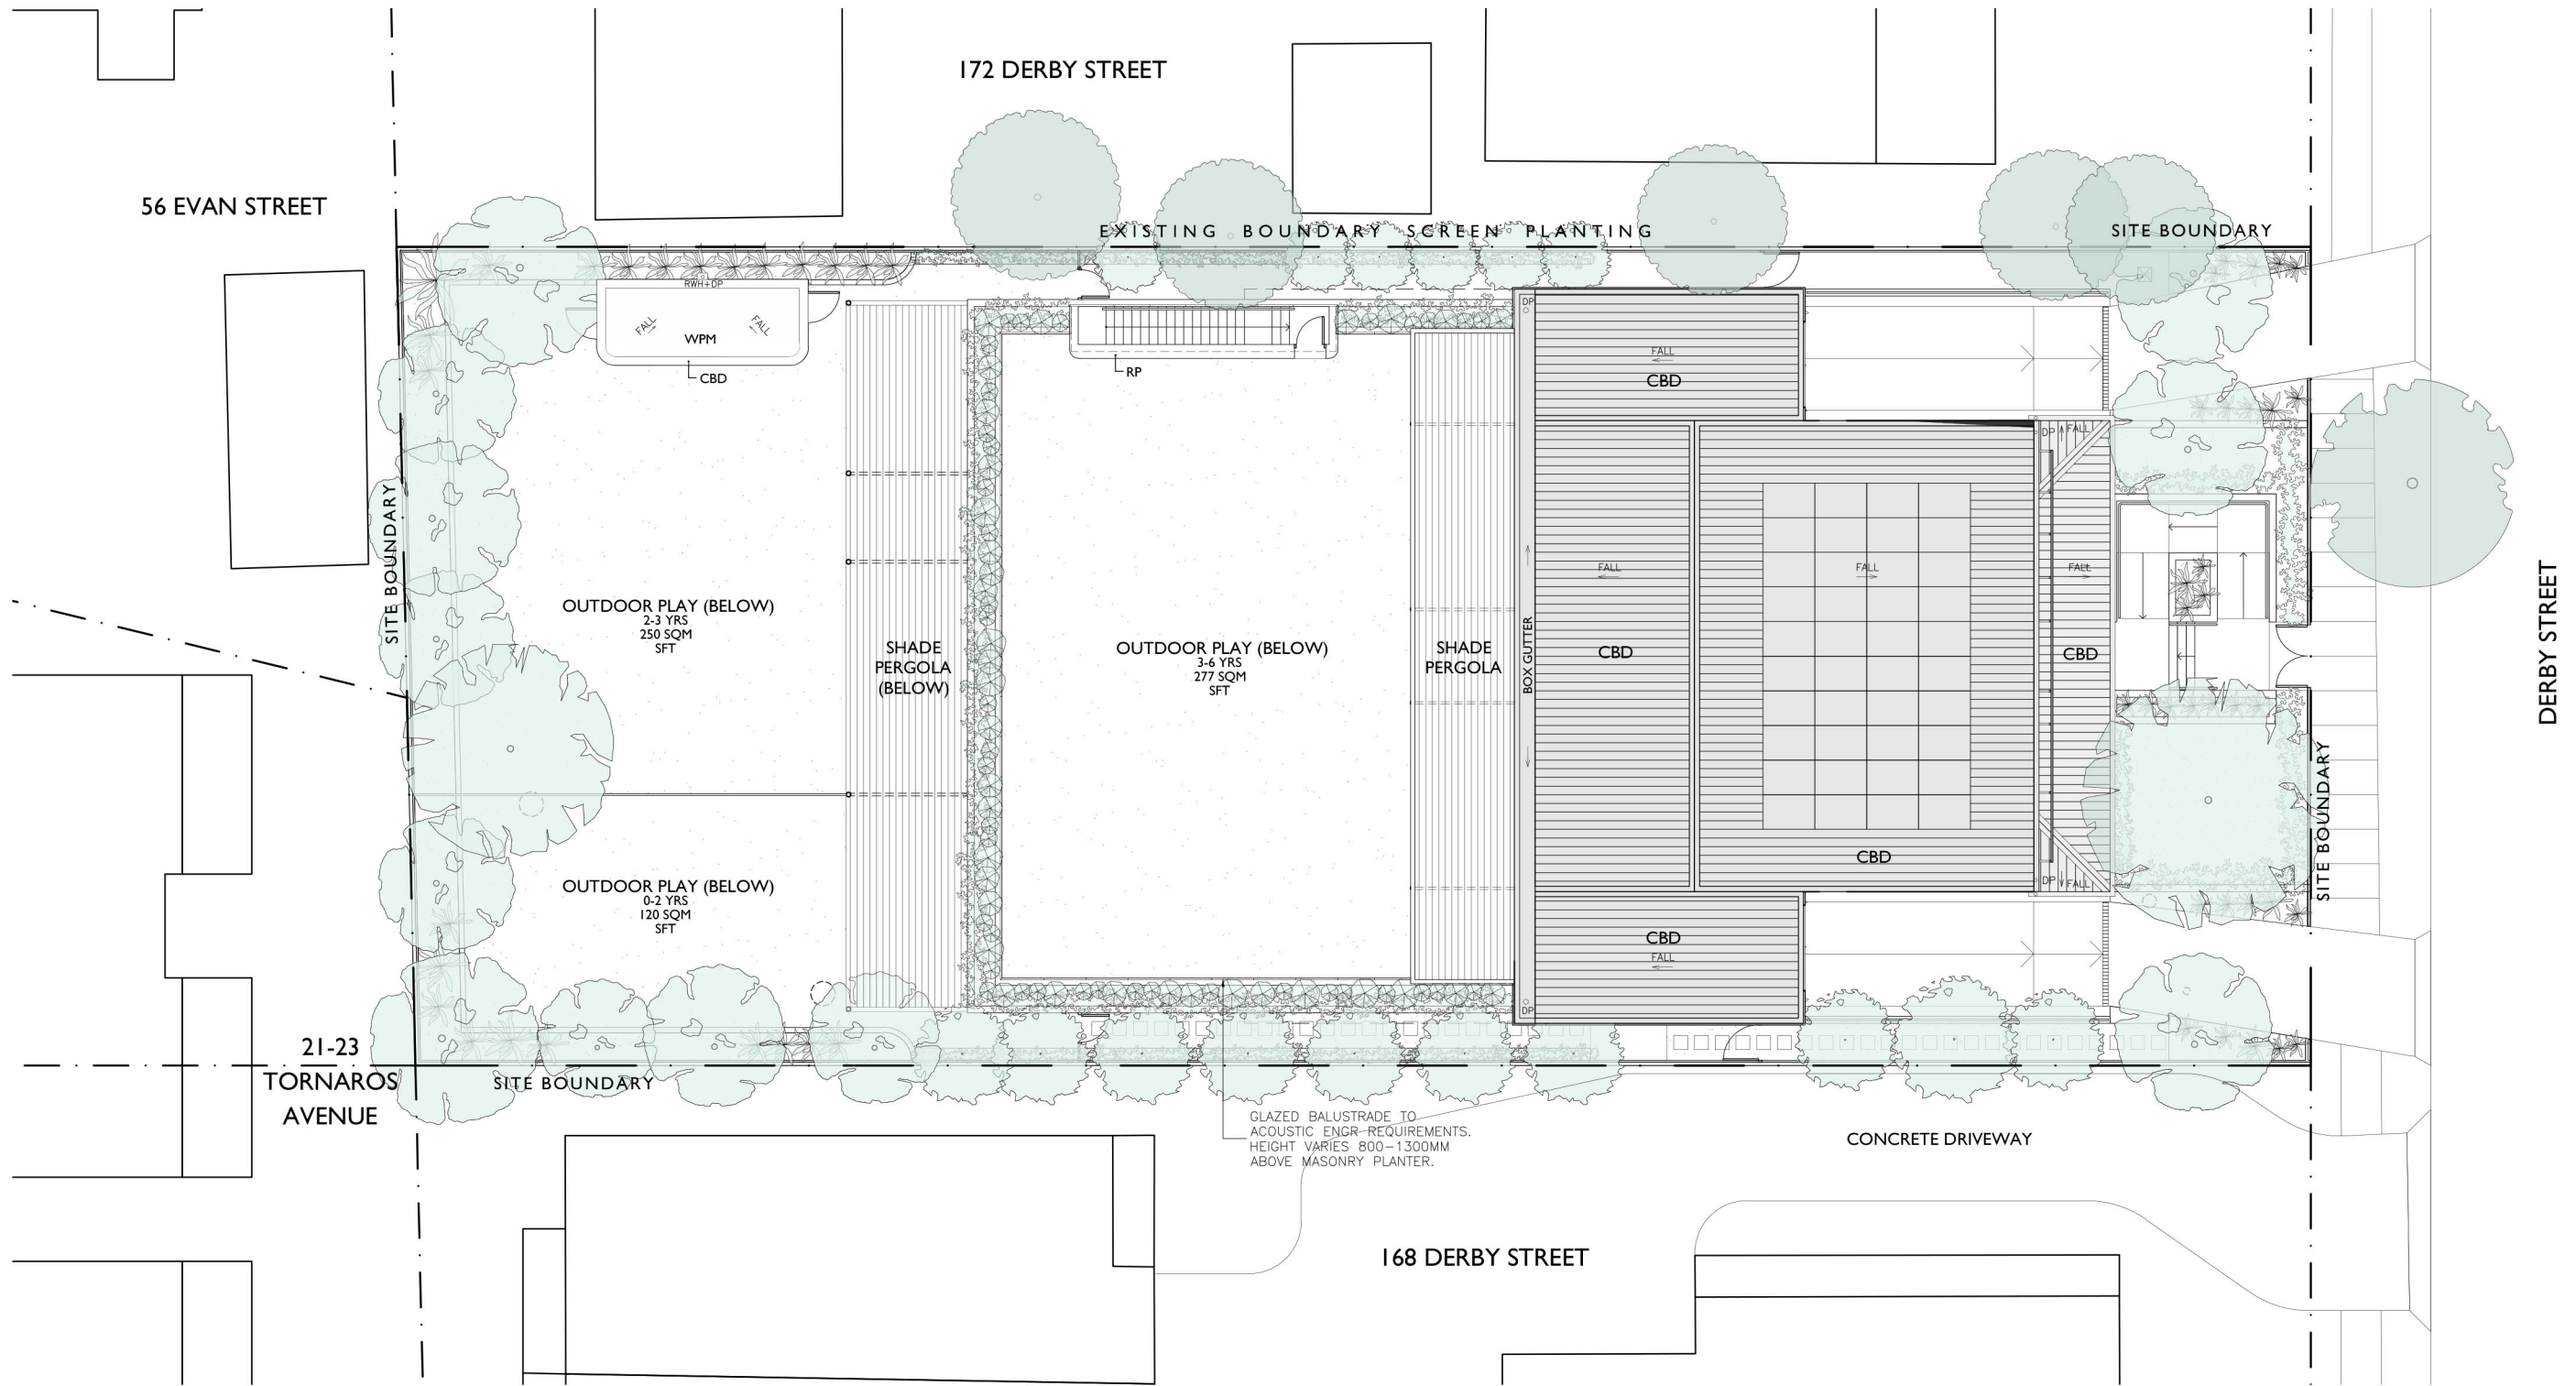 172 DERBY STREET
56 EVAN STREET
EXISTING BOUNDARY SCREEN PLANTING
SITE BOUNDARY
RWH+DP
FALL
FALL
WPM
CBD
RP
DP
FALL
CBD
DP
FALL
SITE BOUNDARY
OUTDOOR PLAY (BELOW)
2-3 YRS
250 SQM
SFT
SHADE
PERGOLA
(BELOW)
OUTDOOR PLAY (BELOW)
3-6 YRS
277 SQM
SFT
SHADE
PERGOLA
BOX GUTTER
FALL
CBD
FALL
FALL
CBD
DERBY STREET
CBD
DP
FALL
SITE BOUNDARY
OUTDOOR PLAY (BELOW)
0-2 YRS
120 SQM
SFT
CBD
FALL
DP
21-23
TORNAROS
AVENUE
SITE BOUNDARY
GLAZED BALUSTRADE TO
ACOUSTIC ENGR REQUIREMENTS.
HEIGHT VARIES 800-1300MM
ABOVE MASONRY PLANTER.
CONCRETE DRIVEWAY
168 DERBY STREET